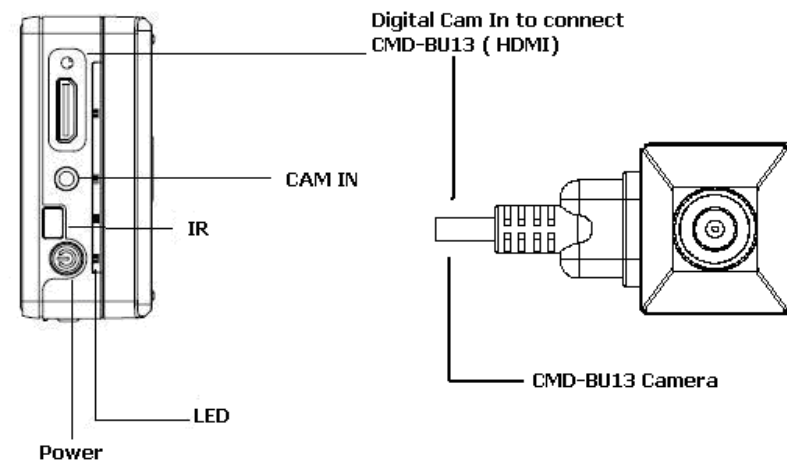 Digital Cam In to connect
CMD-BU13 ( HDMI)
CAM IN
IR
CMD-BU13 Camera
LED
Power